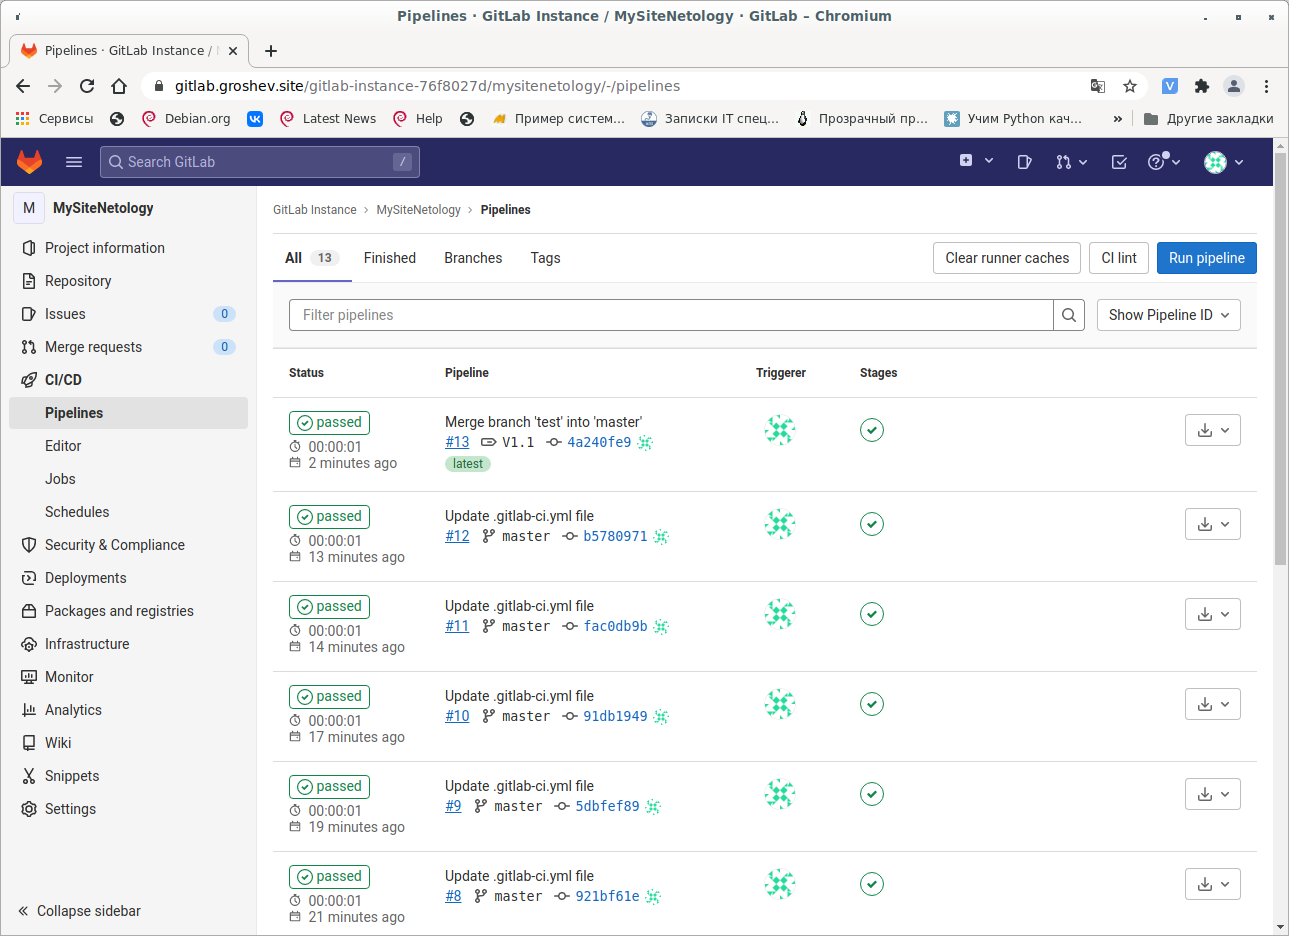 Pipelines · GitLab Instance / MySiteNetology · GitLab – Chromium
Pipelines · GitLab Instance /
gitlab.groshev.site/gitlab-instance-76f8027d/mysitenetology/-/pipelines
V
Сервисы Debian.org Latest News Help Пример систем… Записки IT спец… Прозрачный пр… Учим Python кач… » Другие закладки
Search GitLab /
M MySiteNetology
Project information
Repository
Issues 0
Merge requests 0
CI/CD
Pipelines
Editor
Jobs
Schedules
Security & Compliance
Deployments
Packages and registries
Infrastructure
Monitor
Analytics
Wiki
Snippets
Settings
Collapse sidebar
GitLab Instance › MySiteNetology › Pipelines
All 13 Finished Branches Tags Clear runner caches CI lint Run pipeline
Filter pipelines Show Pipeline ID
Status Pipeline Triggerer Stages
passed Merge branch 'test' into 'master'
00:00:01 #13 V1.1 4a240fe9
2 minutes ago latest
passed Update .gitlab-ci.yml file
00:00:01 #12 master b5780971
13 minutes ago
passed Update .gitlab-ci.yml file
00:00:01 #11 master fac0db9b
14 minutes ago
passed Update .gitlab-ci.yml file
00:00:01 #10 master 91db1949
17 minutes ago
passed Update .gitlab-ci.yml file
00:00:01 #9 master 5dbfef89
19 minutes ago
passed Update .gitlab-ci.yml file
00:00:01 #8 master 921bf61e
21 minutes ago